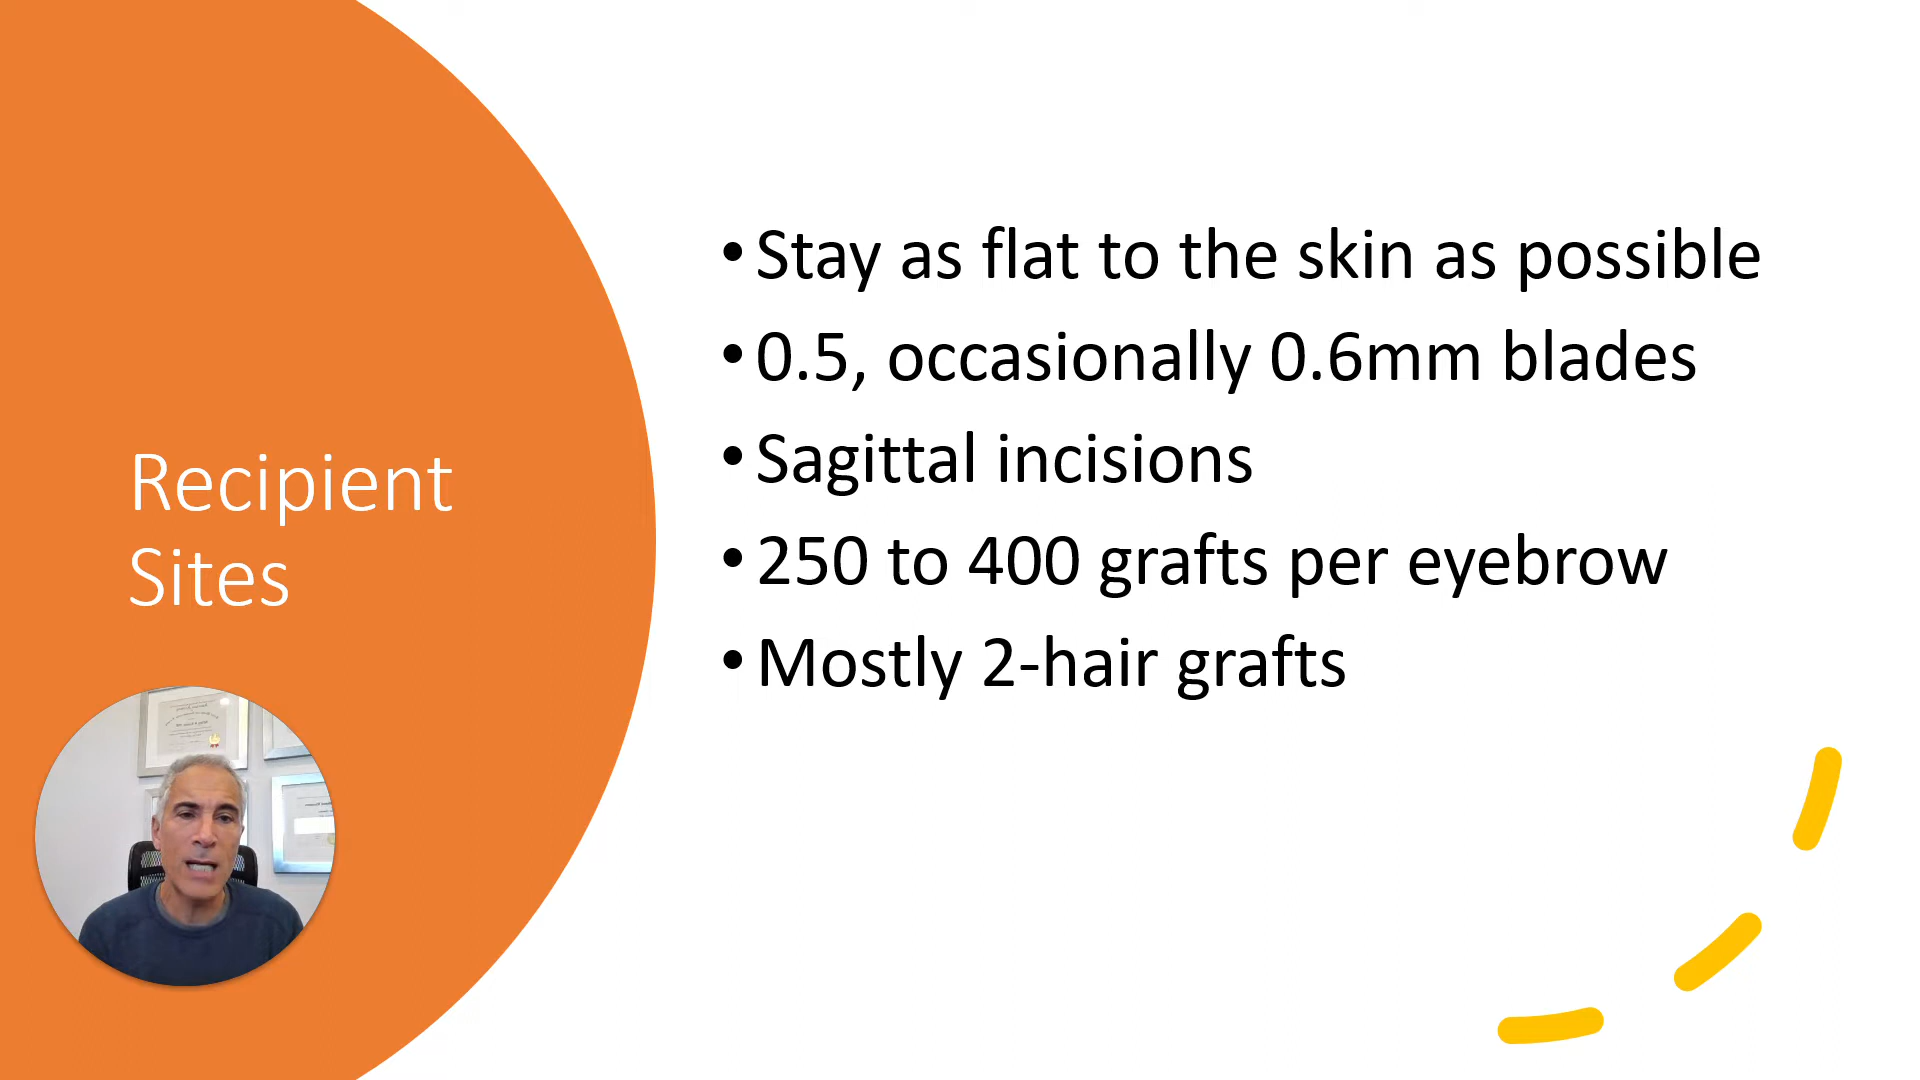 Recipient
Sites
• Stay as flat to the skin as possible
• 0.5, occasionally 0.6mm blades
• Sagittal incisions
• 250 to 400 grafts per eyebrow
• Mostly 2-hair grafts